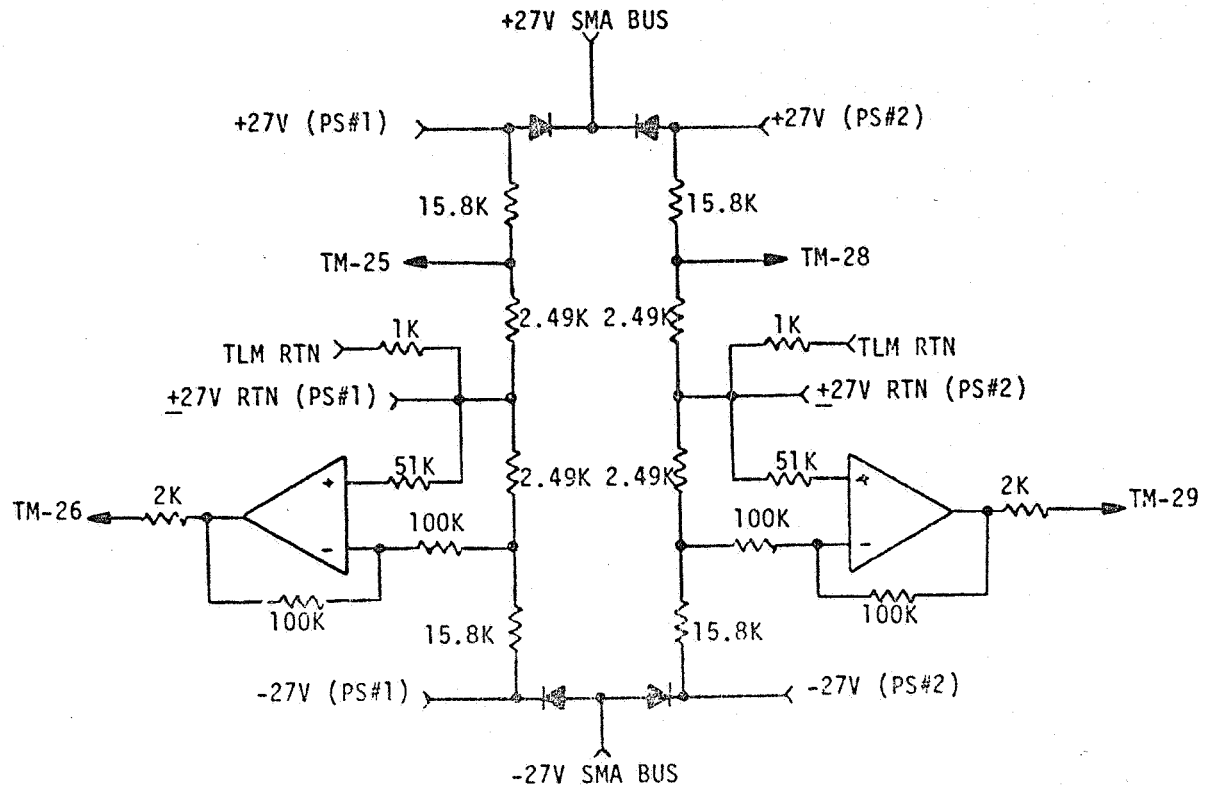 +27V SMA BUS
+27V (PS#1)
+27V (PS#2)
15.8K
15.8K
TM-25
TM-28
2.49K 2.49K
1K
1K
TLM RTN
TLM RTN
±27V RTN (PS#1)
±27V RTN (PS#2)
51K
51K
+
+
2.49K 2.49K
TM-26
2K
2K
TM-29
100K
100K
-
-
100K
100K
15.8K
15.8K
-27V (PS#1)
-27V (PS#2)
-27V SMA BUS